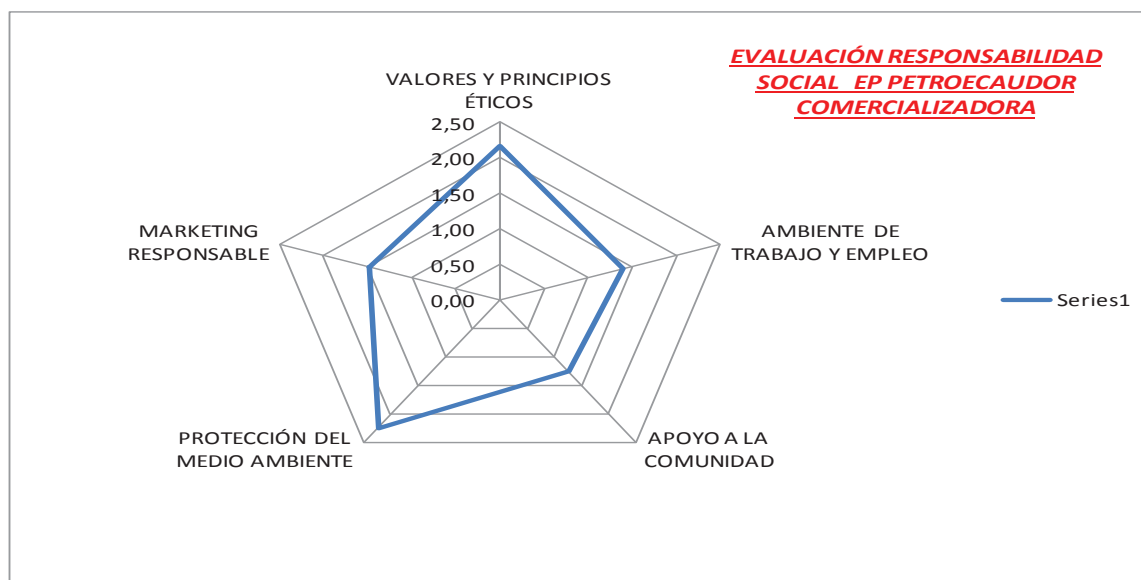 EVALUACIÓN RESPONSABILIDAD
SOCIAL EP PETROECAUDOR
COMERCIALIZADORA
VALORES Y PRINCIPIOS
ÉTICOS
2,50
2,00
1,50
1,00
0,50
0,00
MARKETING
RESPONSABLE
AMBIENTE DE
TRABAJO Y EMPLEO
Series1
PROTECCIÓN DEL
MEDIO AMBIENTE
APOYO A LA
COMUNIDAD